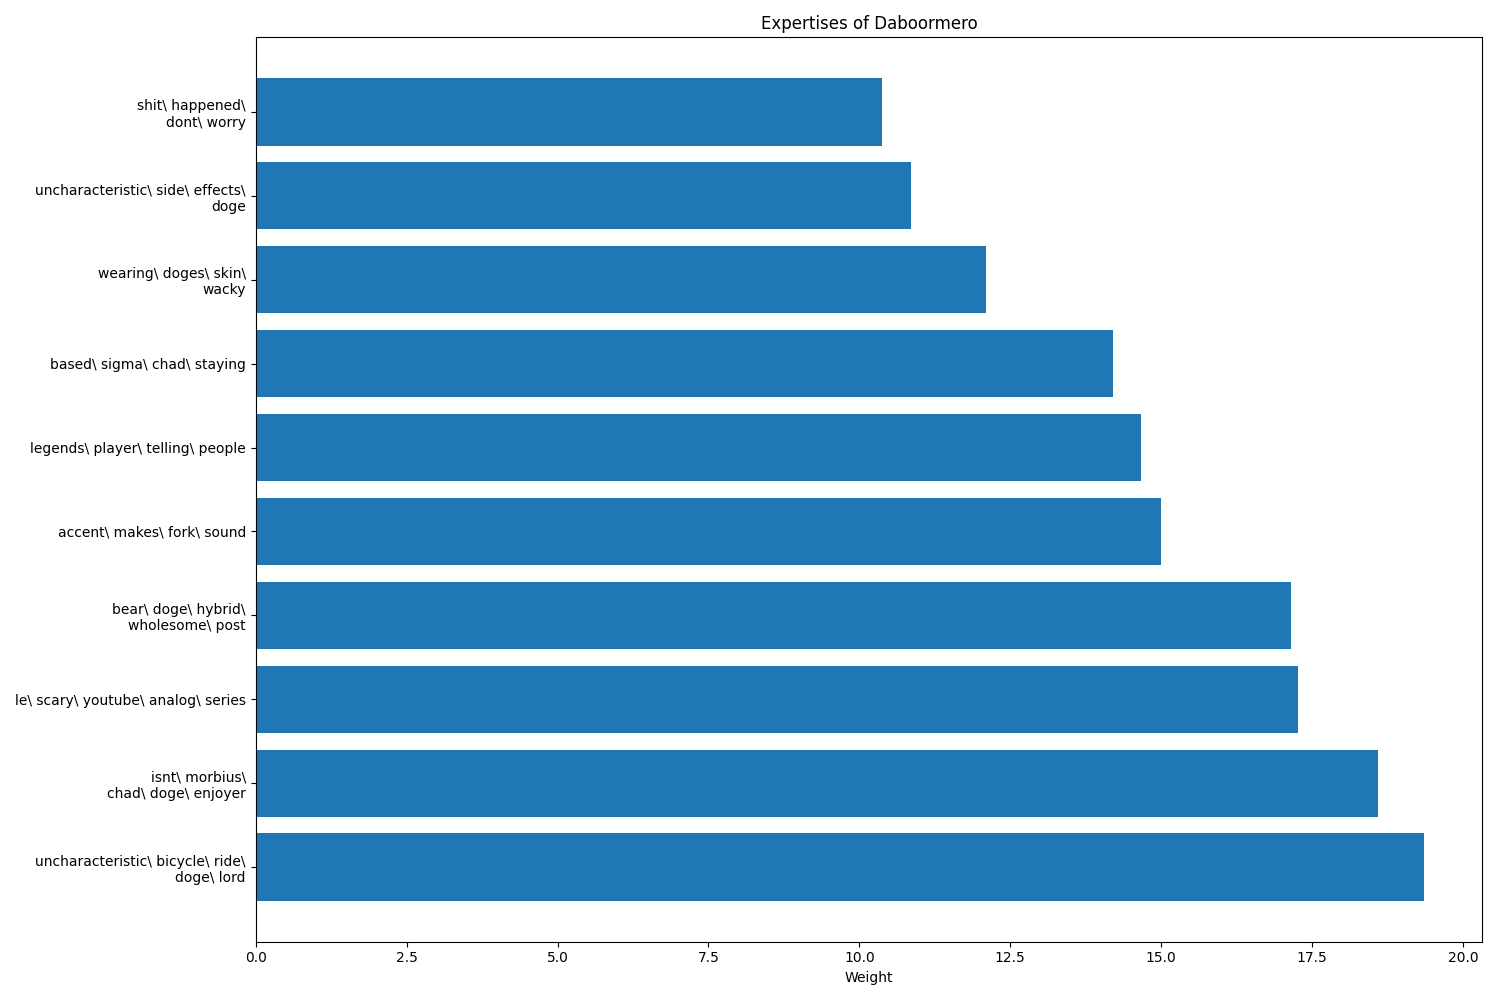 Expertises of Daboormero
shit\ happened\
dont\ worry
uncharacteristic\ side\ effects\
doge
wearing\ doges\ skin\
wacky
based\ sigma\ chad\ staying
legends\ player\ telling\ people
accent\ makes\ fork\ sound
bear\ doge\ hybrid\
wholesome\ post
le\ scary\ youtube\ analog\ series
isnt\ morbius\
chad\ doge\ enjoyer
uncharacteristic\ bicycle\ ride\
doge\ lord
0.0 2.5 5.0 7.5 10.0 12.5 15.0 17.5 20.0
Weight